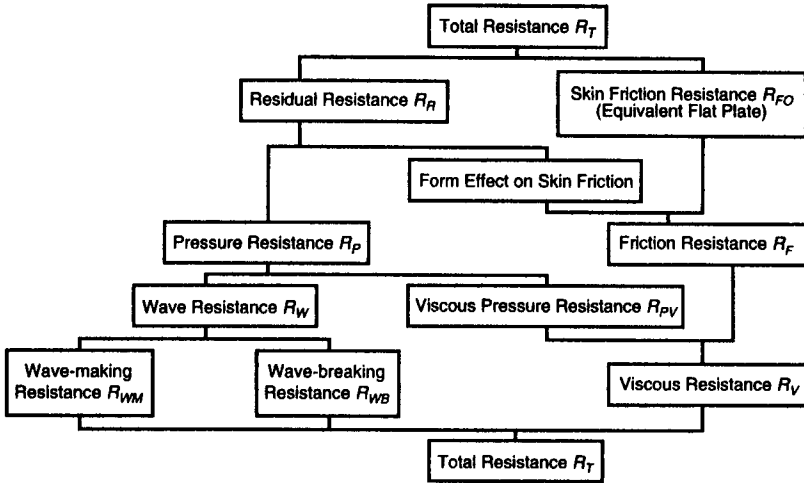 Total Resistance R_T
Residual Resistance R_R
Skin Friction Resistance R_FO
(Equivalent Flat Plate)
Form Effect on Skin Friction
Pressure Resistance R_P
Friction Resistance R_F
Wave Resistance R_W
Viscous Pressure Resistance R_PV
Wave-making
Resistance R_WM
Wave-breaking
Resistance R_WB
Viscous Resistance R_V
Total Resistance R_T